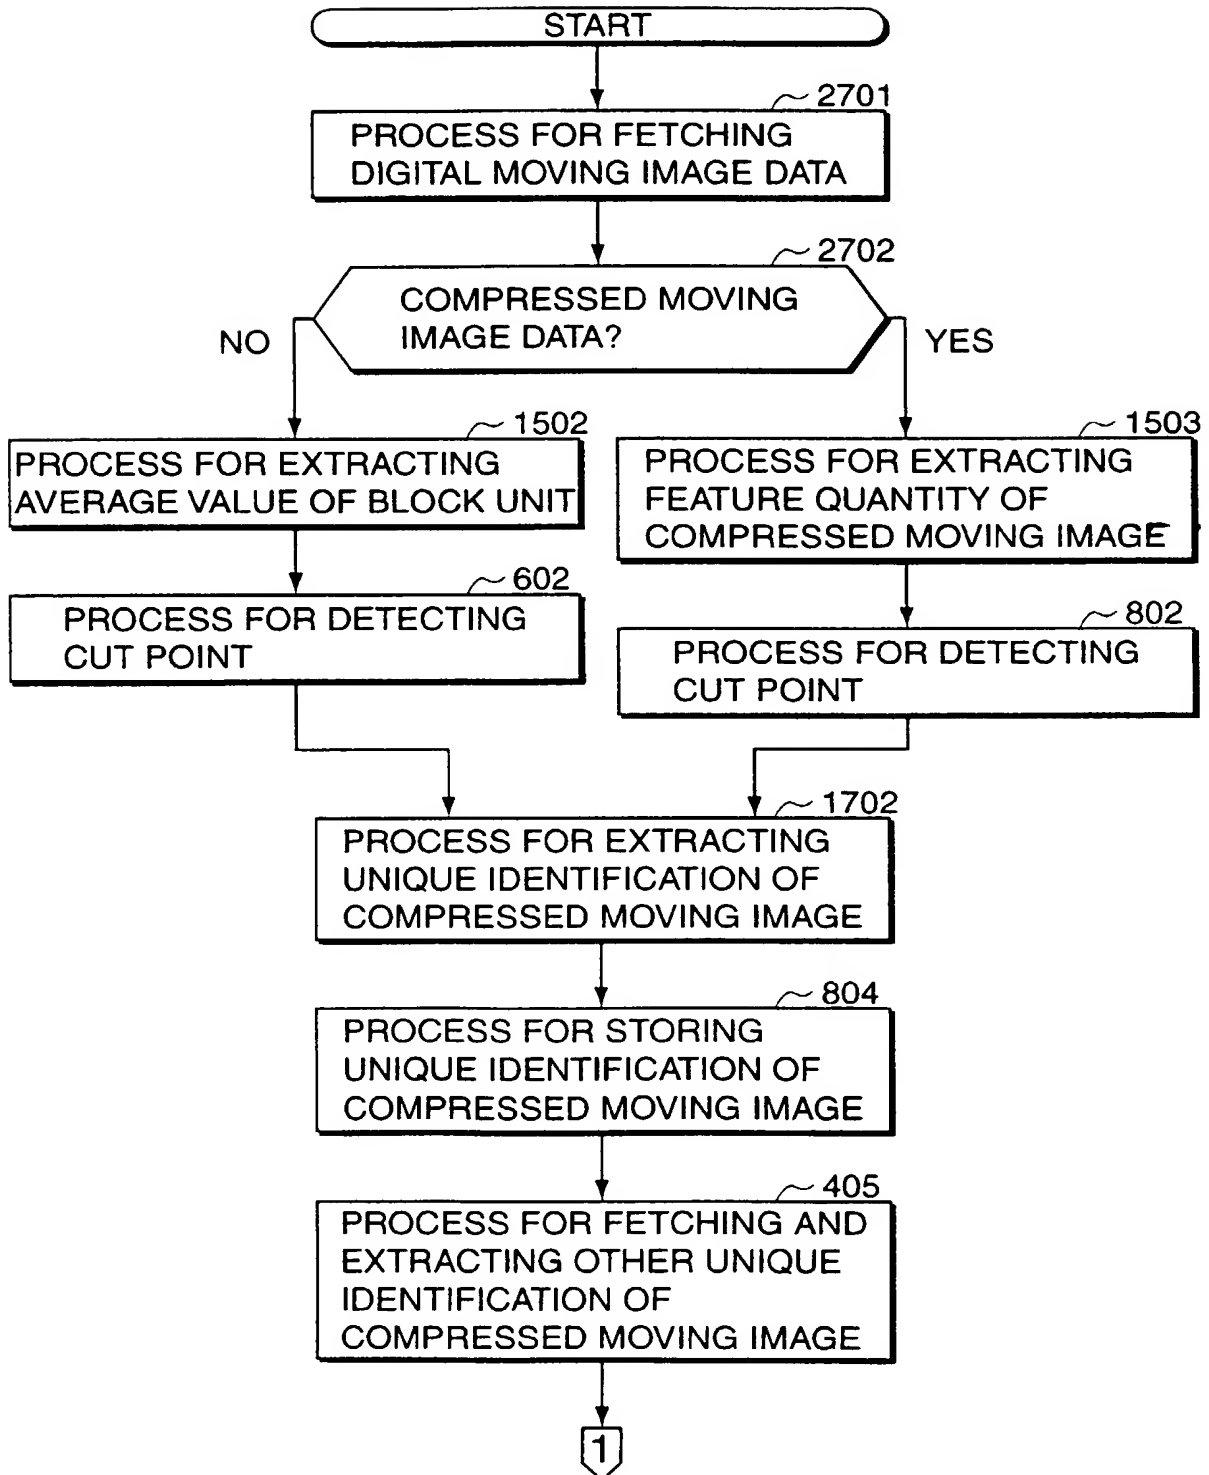 START
2701
PROCESS FOR FETCHING
DIGITAL MOVING IMAGE DATA
2702
COMPRESSED MOVING
IMAGE DATA?
NO
YES
1502
PROCESS FOR EXTRACTING
AVERAGE VALUE OF BLOCK UNIT
1503
PROCESS FOR EXTRACTING
FEATURE QUANTITY OF
COMPRESSED MOVING IMAGE
602
PROCESS FOR DETECTING
CUT POINT
802
PROCESS FOR DETECTING
CUT POINT
1702
PROCESS FOR EXTRACTING
UNIQUE IDENTIFICATION OF
COMPRESSED MOVING IMAGE
804
PROCESS FOR STORING
UNIQUE IDENTIFICATION OF
COMPRESSED MOVING IMAGE
405
PROCESS FOR FETCHING AND
EXTRACTING OTHER UNIQUE
IDENTIFICATION OF
COMPRESSED MOVING IMAGE
1